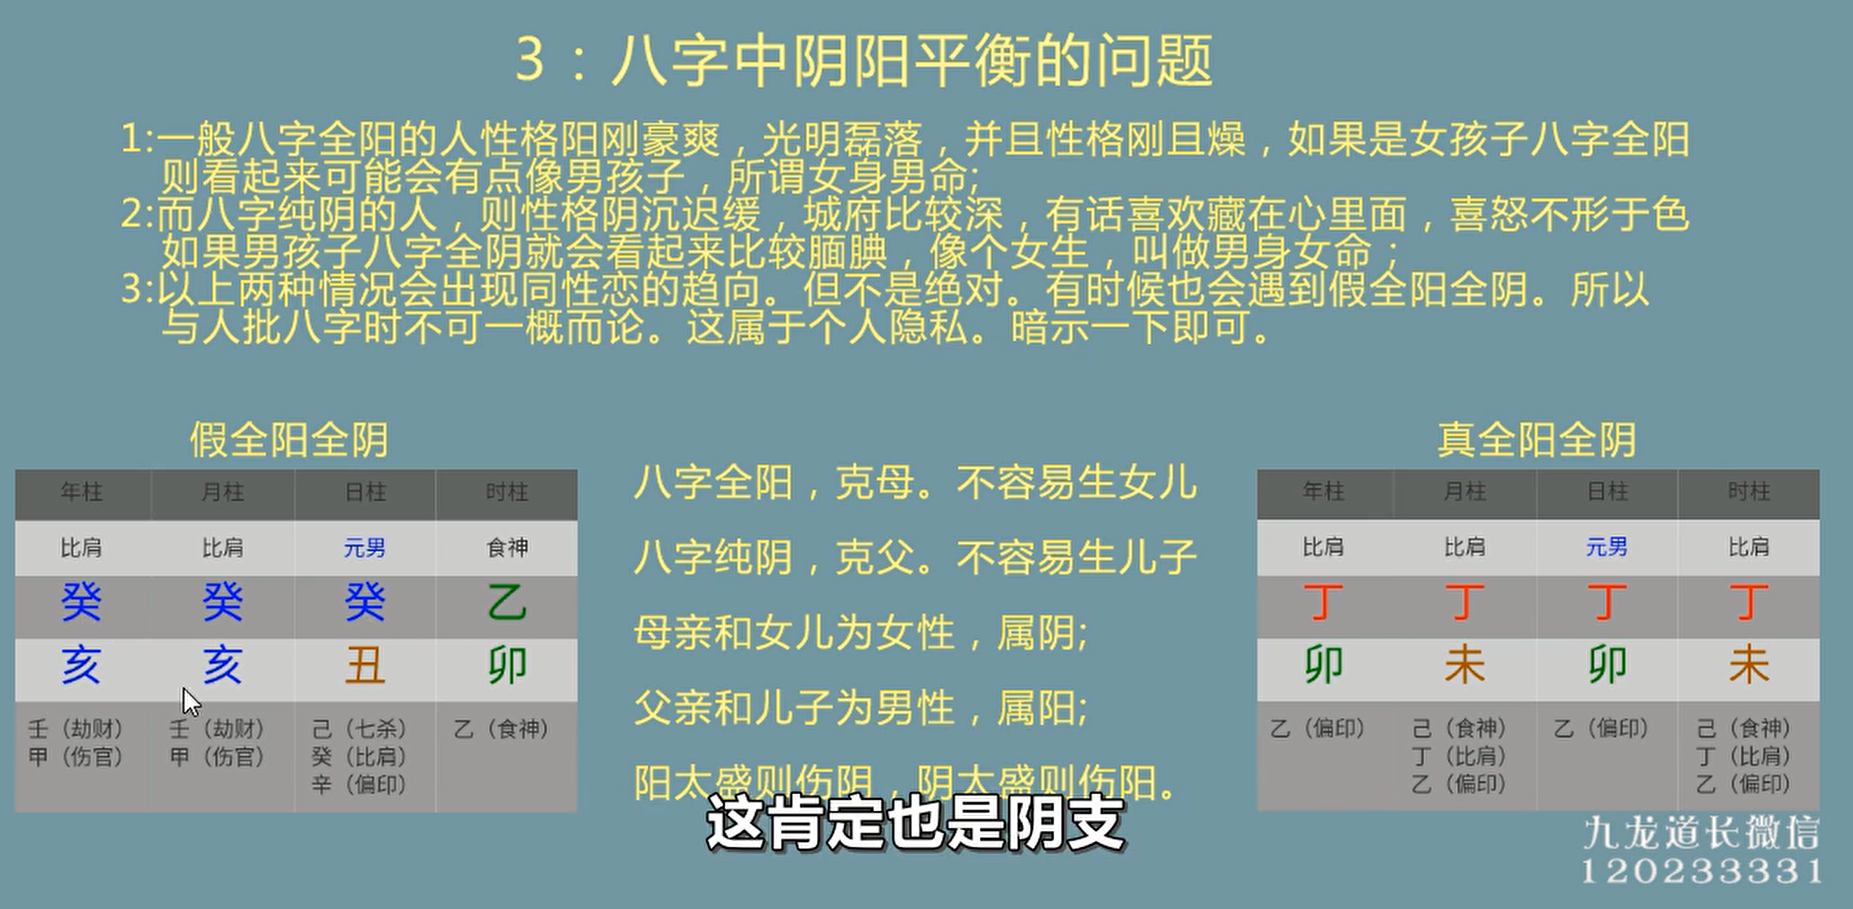 3：八字中阴阳平衡的问题
1:一般八字全阳的人性格阳刚豪爽，光明磊落，并且性格刚且燥，如果是女孩子八字全阳
则看起来可能会有点像男孩子，所谓女身男命;
2:而八字纯阴的人，则性格阴沉迟缓，城府比较深，有话喜欢藏在心里面，喜怒不形于色
如果男孩子八字全阴就会看起来比较腼腆，像个女生，叫做男身女命；
3:以上两种情况会出现同性恋的趋向。但不是绝对。有时候也会遇到假全阳全阴。所以
与人批八字时不可一概而论。这属于个人隐私。暗示一下即可。
假全阳全阴
年柱 月柱 日柱 时柱
比肩 比肩 元男 食神
癸 癸 癸 乙
亥 亥 丑 卯
壬（劫财） 壬（劫财） 己（七杀） 乙（食神）
甲（伤官） 甲（伤官） 癸（比肩）
辛（偏印）
八字全阳，克母。不容易生女儿
八字纯阴，克父。不容易生儿子
母亲和女儿为女性，属阴;
父亲和儿子为男性，属阳;
阳太盛则伤阴，阴太盛则伤阳。
真全阳全阴
年柱 月柱 日柱 时柱
比肩 比肩 元男 比肩
丁 丁 丁 丁
卯 未 卯 未
乙（偏印） 己（食神） 乙（偏印） 己（食神）
丁（比肩） 丁（比肩）
乙（偏印） 乙（偏印）
这肯定也是阴支
九龙道长微信
120233331